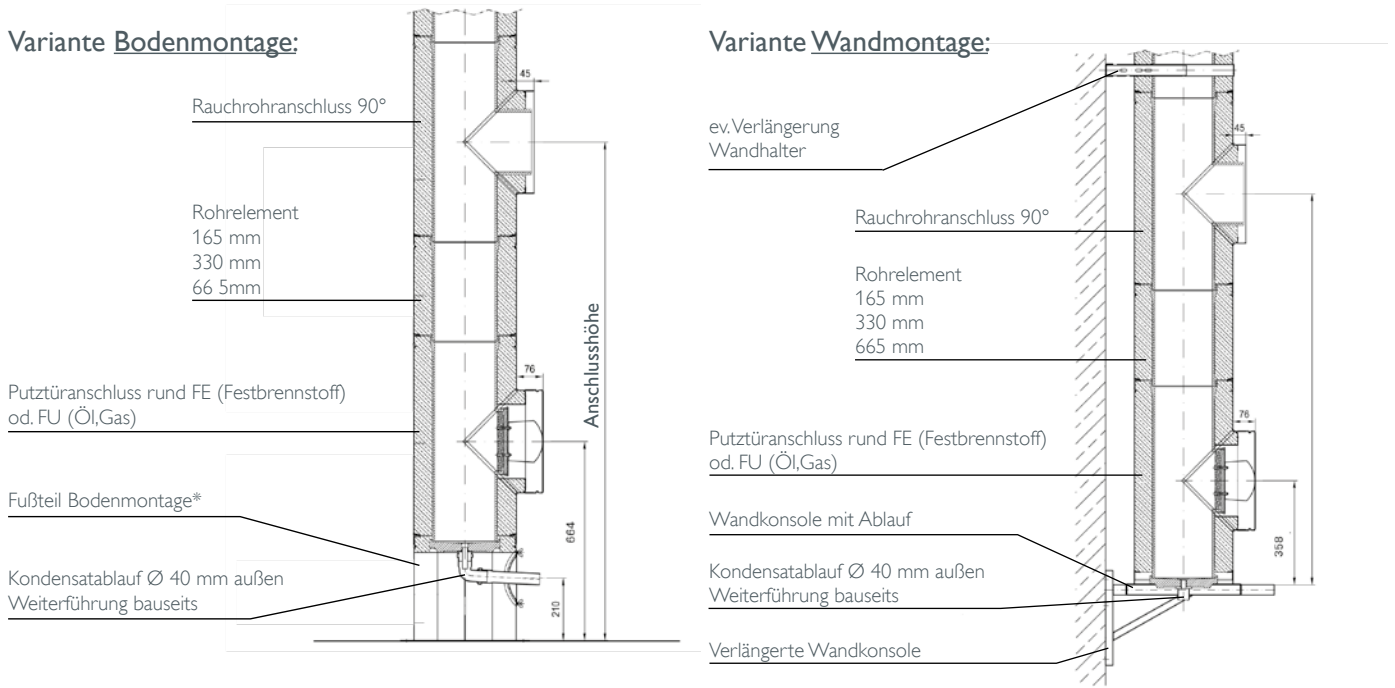 Variante Bodenmontage:
45
Rauchrohranschluss 90°
Rohrelement
165 mm
330 mm
66 5mm
Anschlusshöhe
76
Putztüranschluss rund FE (Festbrennstoff)
od. FU (Öl,Gas)
Fußteil Bodenmontage*
664
Kondensatablauf Ø 40 mm außen
Weiterführung bauseits
210
Variante Wandmontage:
ev. Verlängerung
Wandhalter
45
Rauchrohranschluss 90°
Rohrelement
165 mm
330 mm
665 mm
76
Putztüranschluss rund FE (Festbrennstoff)
od. FU (Öl,Gas)
Wandkonsole mit Ablauf
358
Kondensatablauf Ø 40 mm außen
Weiterführung bauseits
Verlängerte Wandkonsole